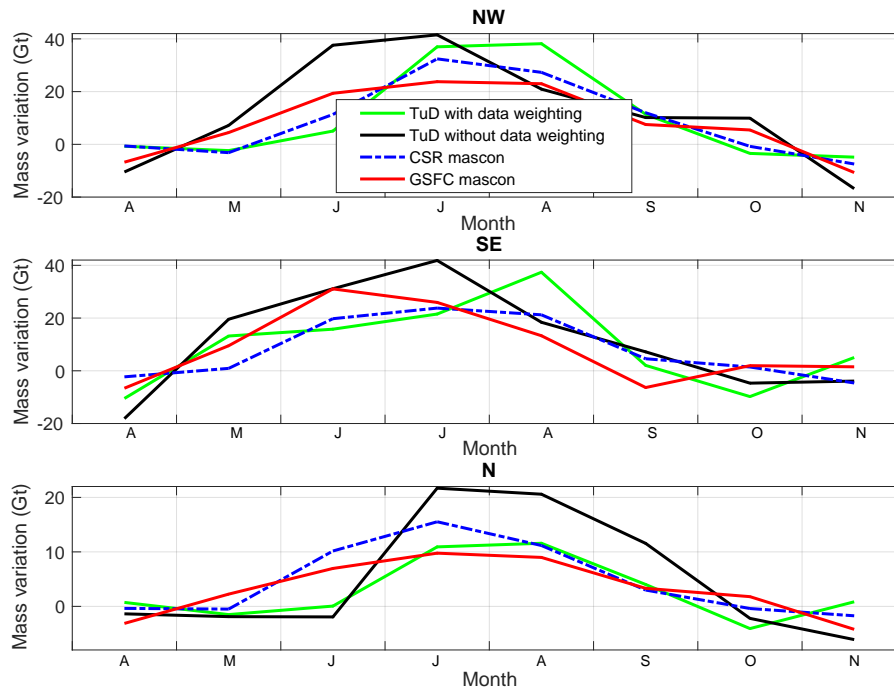 NW
Mass variation (Gt)
40
20
0
-20
TuD with data weighting
TuD without data weighting
CSR mascon
GSFC mascon
A M J J A S O N
Month
SE
Mass variation (Gt)
40
20
0
-20
A M J J A S O N
Month
N
Mass variation (Gt)
20
10
0
A M J J A S O N
Month